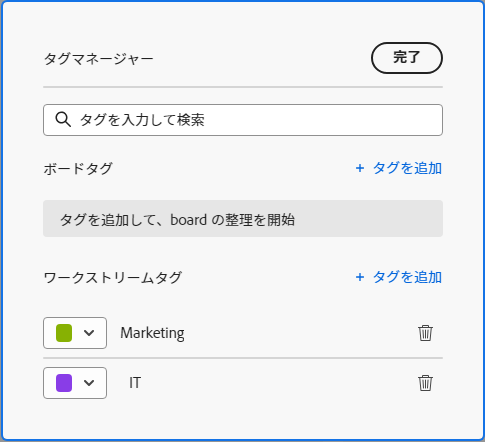 タグマネージャー
完了
タグを入力して検索
ボードタグ
+ タグを追加
タグを追加して、board の整理を開始
ワークストリームタグ
+ タグを追加
Marketing
IT